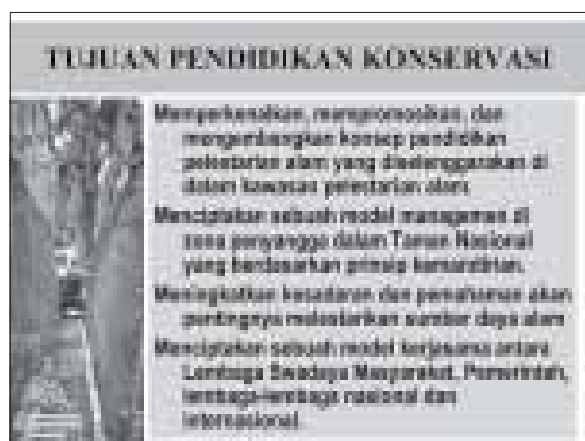 TUJUAN PENDIDIKAN KONSERVASI
Memperkenalkan, mempromosikan, dan
mengembangkan konsep pendidikan
pelestarian alam yang diselenggarakan di
dalam kawasan pelestarian alam
Menciptakan sebuah model managemen di
zona penyangga dalam Taman Nasional
yang berdasarkan prinsip kemandirian.
Meningkatkan kesadaran dan pemahaman akan
pentingnya melestarikan sumber daya alam
Menciptakan sebuah model kerjasama antara
Lembaga Swadaya Masyarakat, Pemerintah,
lembaga-lembaga nasional dan
internasional.